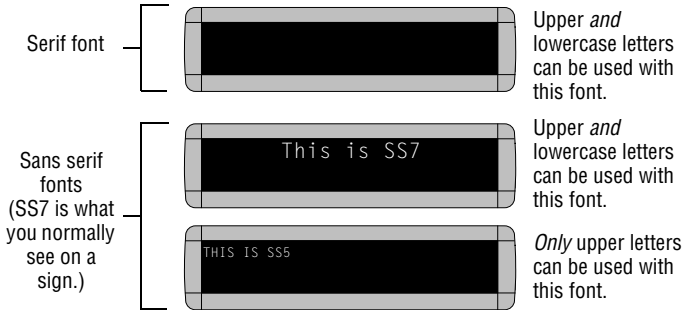 Serif font
Upper and
lowercase letters
can be used with
this font.
Sans serif
fonts
(SS7 is what
you normally
see on a
sign.)
This is SS7
Upper and
lowercase letters
can be used with
this font.
THIS IS SS5
Only upper letters
can be used with
this font.